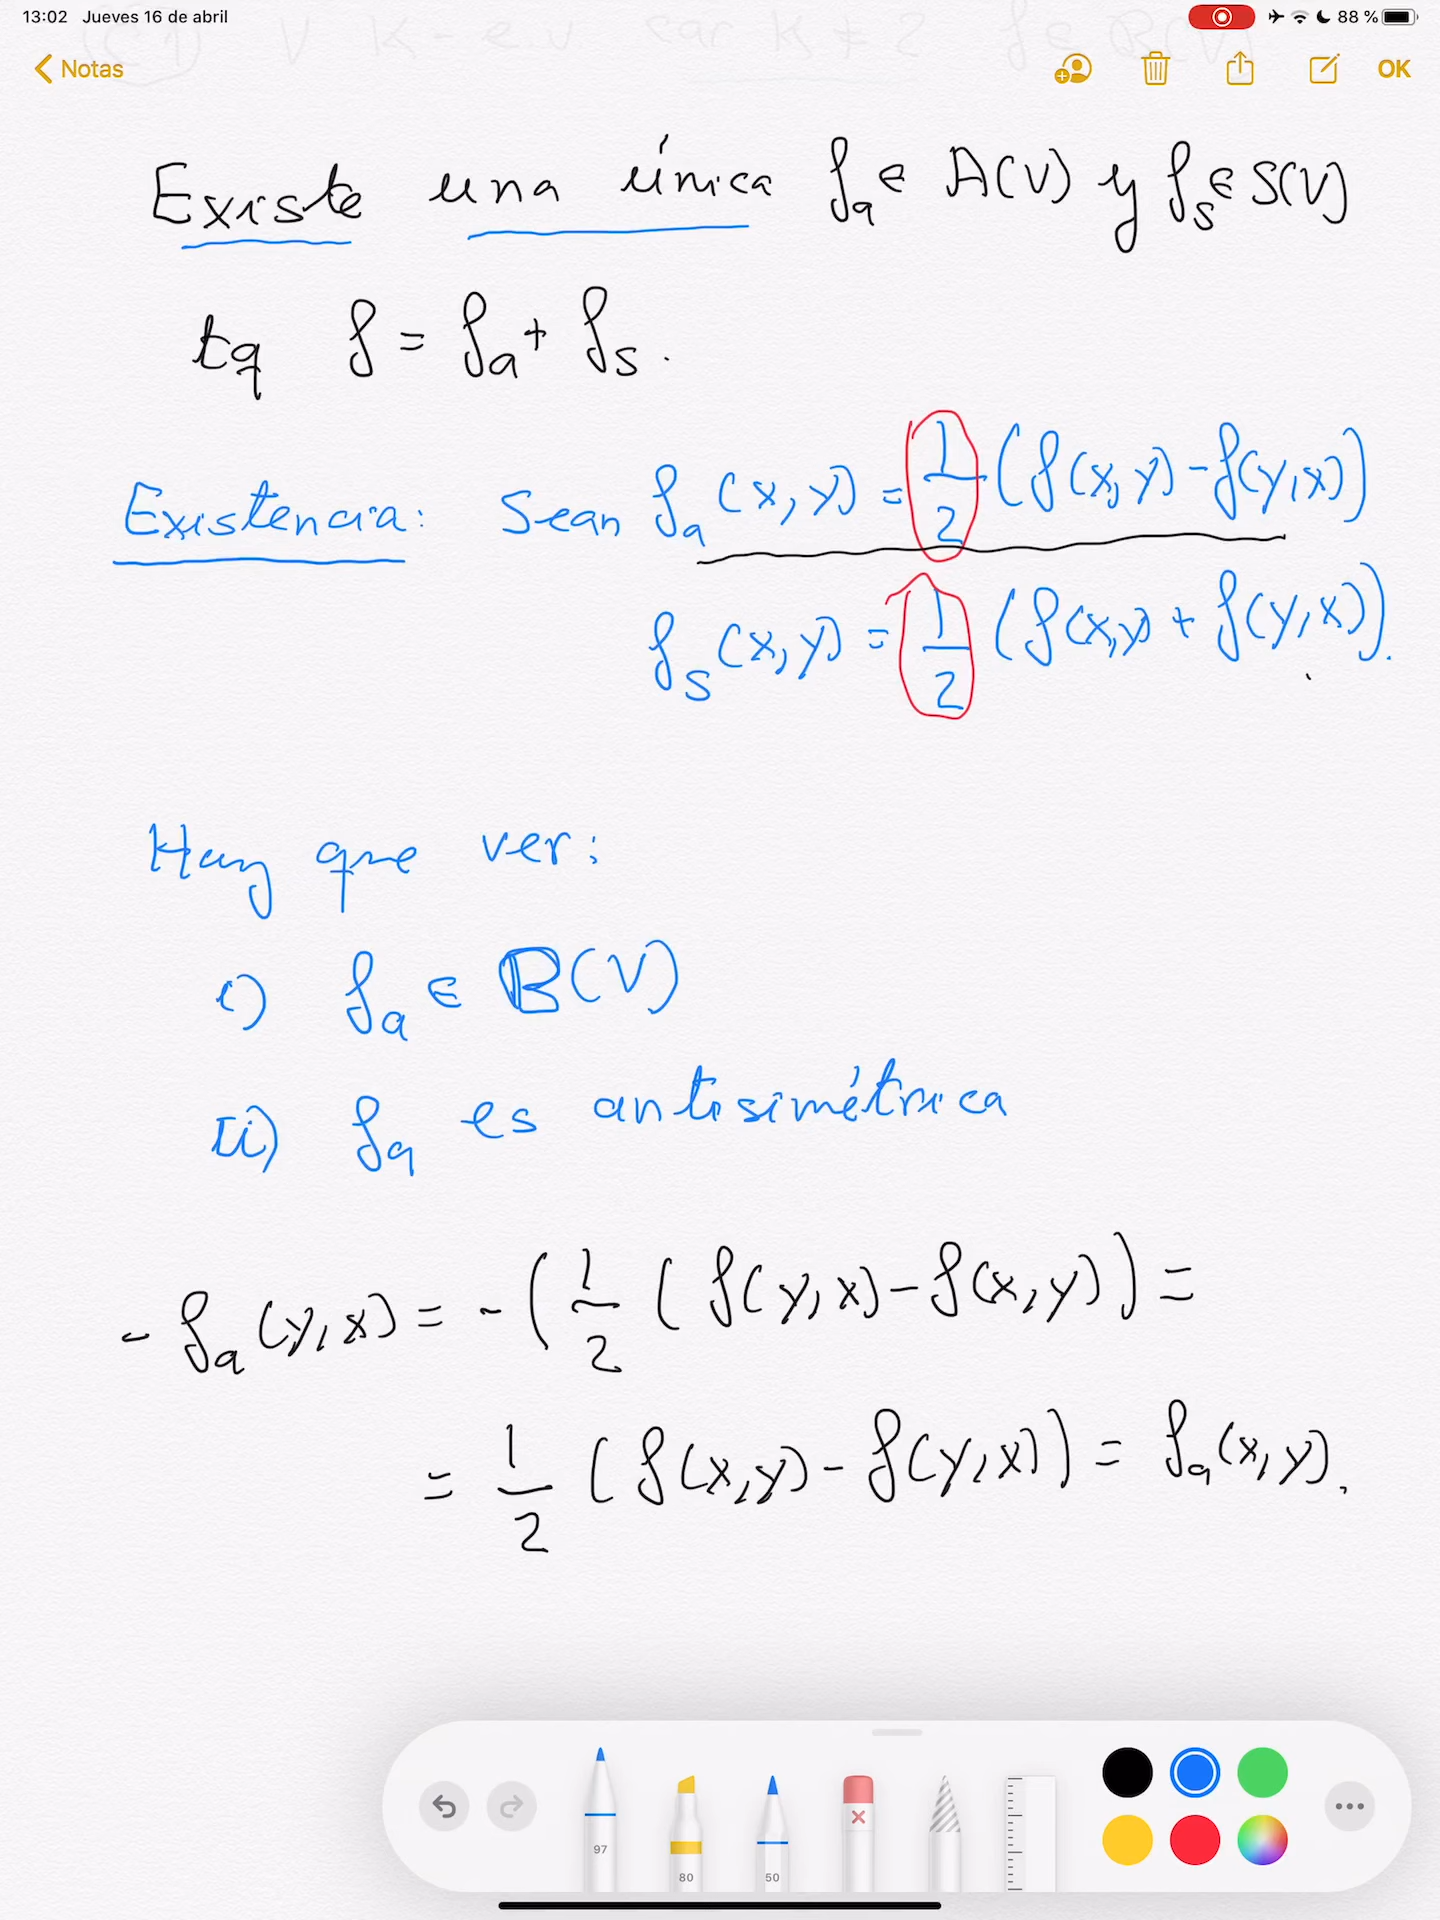 13:02 Jueves 16 de abril 88 %
Notas OK
Existe una única fₐ ∈ A(V) y fₛ ∈ S(V)
tq f = fₐ + fₛ.
Existencia: Sean fₐ(x,y) = 1/2 (f(x,y) - f(y,x))
fₛ(x,y) = 1/2 (f(x,y) + f(y,x)).
Hay que ver:
i) fₐ ∈ B(V)
ii) fₐ es antisimétrica
- fₐ(y,x) = - (1/2 ( f(y,x) - f(x,y)) =
= 1/2 (f(x,y) - f(y,x)) = fₐ(x,y).
97
80
50